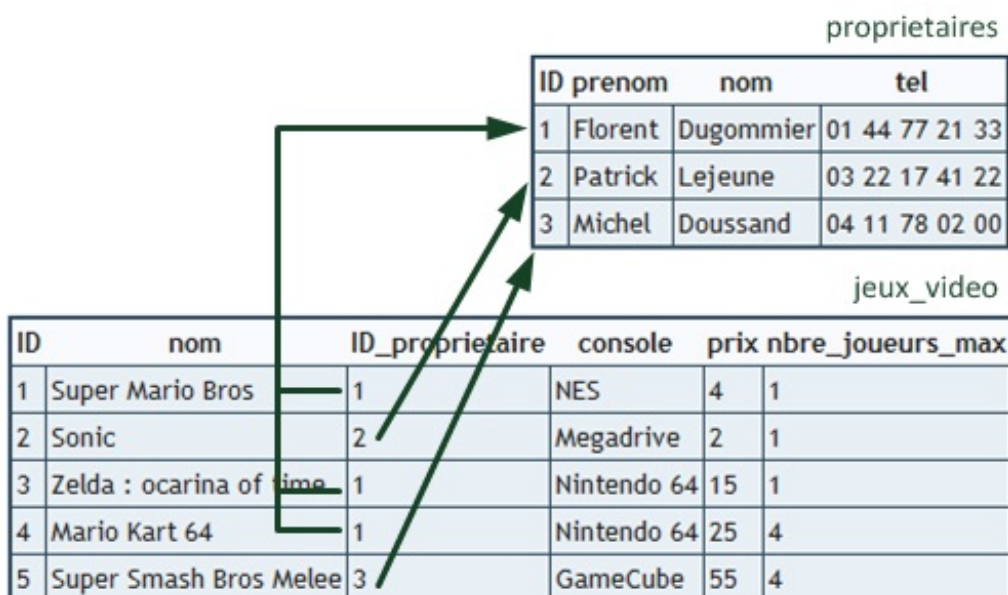 proprietaires
ID prenom nom tel
1 Florent Dugommier 01 44 77 21 33
2 Patrick Lejeune 03 22 17 41 22
3 Michel Doussand 04 11 78 02 00
jeux_video
ID nom ID_proprietaire console prix nbre_joueurs_max
1 Super Mario Bros 1 NES 4 1
2 Sonic 2 Megadrive 2 1
3 Zelda : ocarina of time 1 Nintendo 64 15 1
4 Mario Kart 64 1 Nintendo 64 25 4
5 Super Smash Bros Melee 3 GameCube 55 4